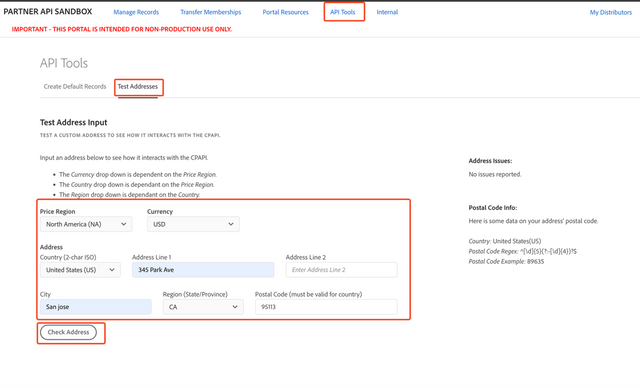 PARTNER API SANDBOX
Manage Records
Transfer Memberships
Portal Resources
API Tools
Internal
My Distributors
IMPORTANT - THIS PORTAL IS INTENDED FOR NON-PRODUCTION USE ONLY.
API Tools
Create Default Records
Test Addresses
Test Address Input
TEST A CUSTOM ADDRESS TO SEE HOW IT INTERACTS WITH THE CPAPI.
Input an address below to see how it interacts with the CPAPI.
• The Currency drop down is dependent on the Price Region.
• The Country drop down is dependant on the Price Region.
• The Region drop down is dependant on the Country.
Price Region
Currency
North America (NA)
USD
Address
Country (2-char ISO)
Address Line 1
Address Line 2
United States (US)
345 Park Ave
Enter Address Line 2
City
Region (State/Province)
Postal Code (must be valid for country)
San jose
CA
95113
Check Address
Address Issues:
No issues reported.
Postal Code Info:
Here is some data on your address' postal code.
Country: United States(US)
Postal Code Regex: ^[\d]{5}(?:-[\d]{4})?$
Postal Code Example: 89635